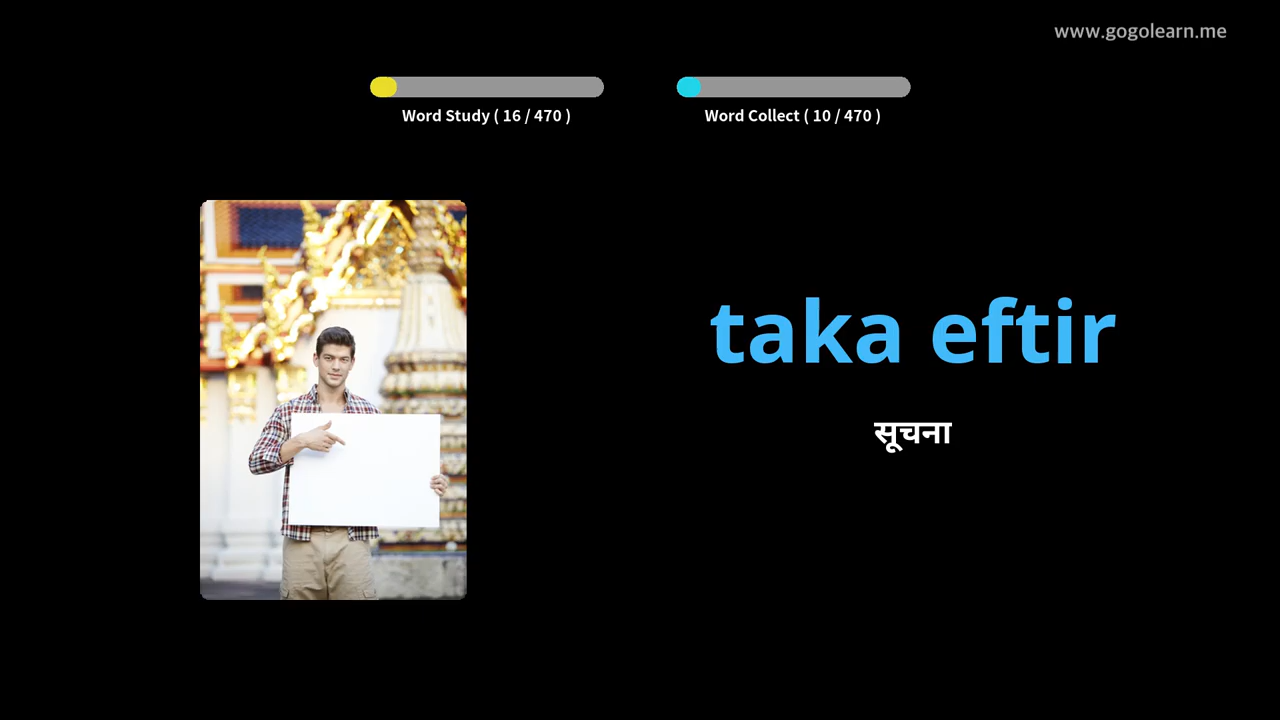 www.gogolearn.me
Word Study ( 16 / 470 )
Word Collect ( 10 / 470 )
taka eftir
सूचना